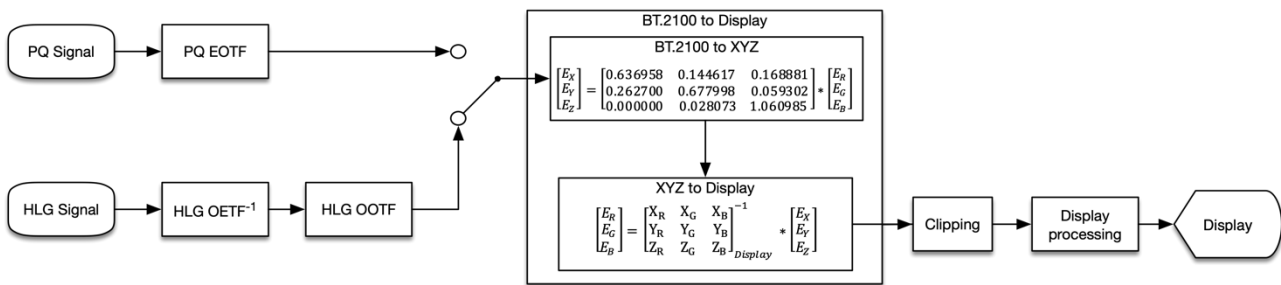 BT.2100 to Display
PQ Signal
PQ EOTF
BT.2100 to XYZ
[E_X] [0.636958 0.144617 0.168881] [E_R]
[E_Y] = [0.262700 0.677998 0.059302] * [E_G]
[E_Z] [0.000000 0.028073 1.060985] [E_B]
HLG Signal
HLG OETF⁻¹
HLG OOTF
XYZ to Display
[E_R] [X_R X_G X_B]⁻¹ [E_X]
[E_G] = [Y_R Y_G Y_B] * [E_Y]
[E_B] [Z_R Z_G Z_B]_Display [E_Z]
Clipping
Display
processing
Display